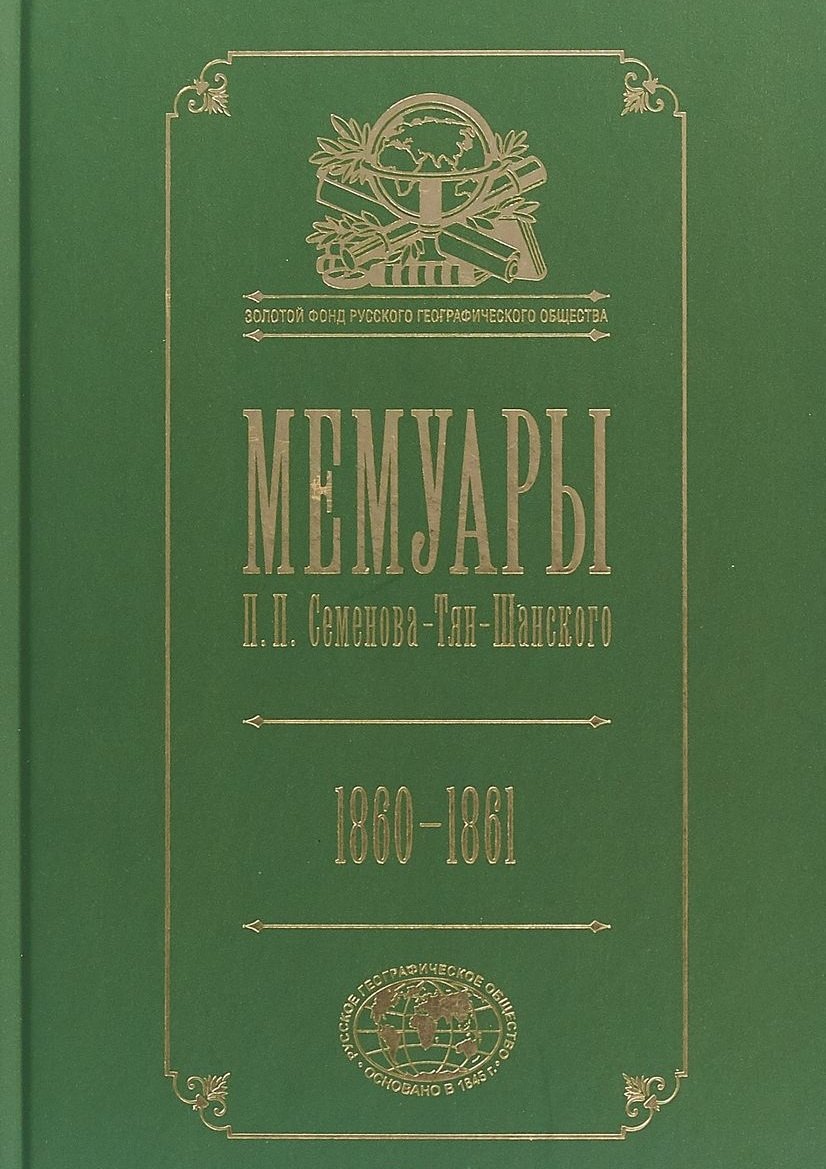 ЗОЛОТОЙ ФОНД РУССКОГО ГЕОГРАФИЧЕСКОГО ОБЩЕСТВА
МЕМУАРЫ
П. П. Семенова-Тян-Шанского
1860–1861
РУССКОЕ ГЕОГРАФИЧЕСКОЕ ОБЩЕСТВО
• ОСНОВАНО В 1845 г. •